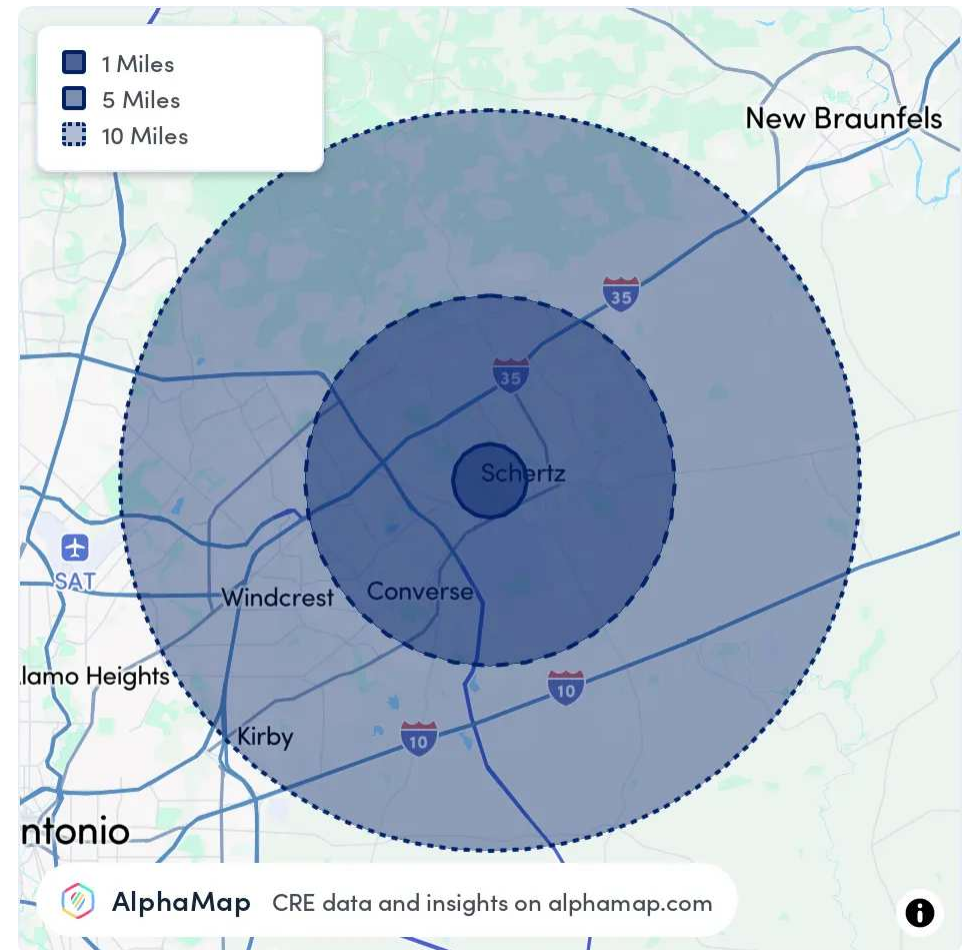 1 Miles
5 Miles
10 Miles
New Braunfels
35
35
Schertz
SAT
Windcrest
Converse
lamo Heights
10
Kirby
10
ntonio
AlphaMap CRE data and insights on alphamap.com